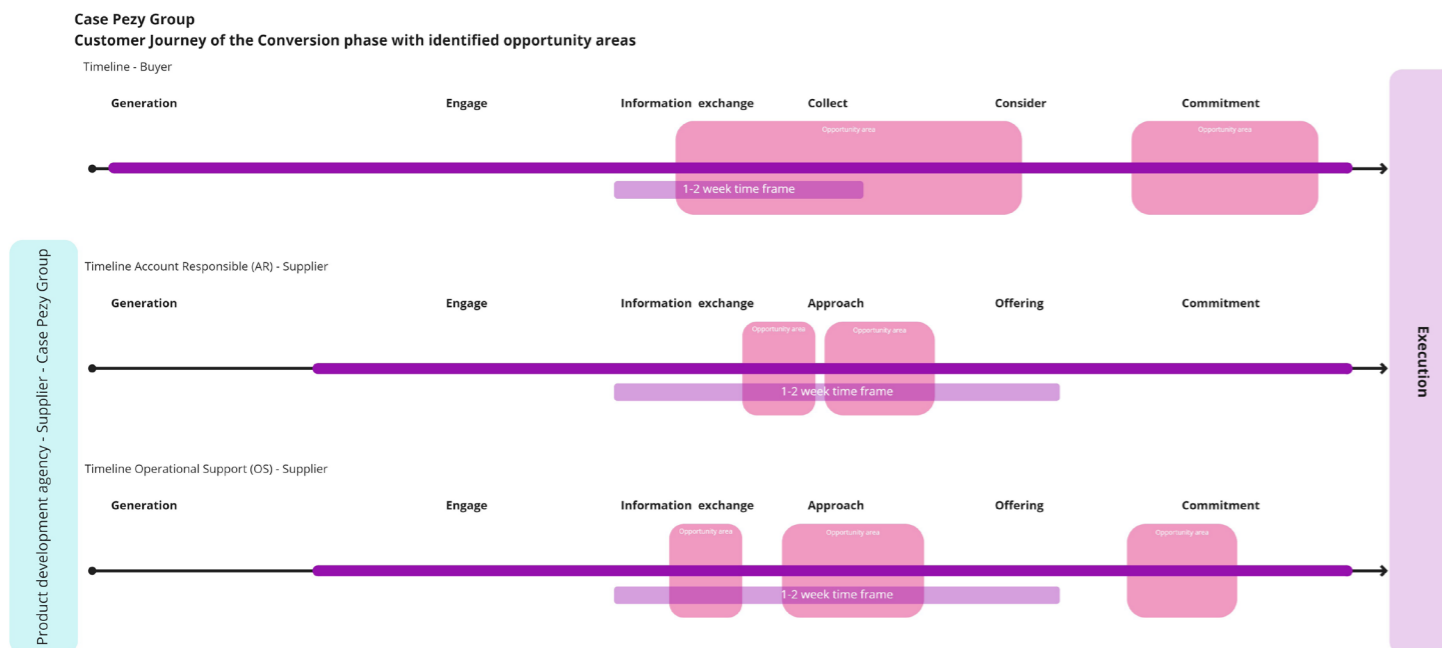 Case Pezy Group
Customer Journey of the Conversion phase with identified opportunity areas
Timeline - Buyer
Generation
Engage
Information exchange
Collect
Consider
Commitment
Opportunity area
Opportunity area
1-2 week time frame
Product development agency - Supplier - Case Pezy Group
Timeline Account Responsible (AR) - Supplier
Generation
Engage
Information exchange
Approach
Offering
Commitment
Opportunity area
Opportunity area
1-2 week time frame
Execution
Timeline Operational Support (OS) - Supplier
Generation
Engage
Information exchange
Approach
Offering
Commitment
Opportunity area
Opportunity area
Opportunity area
1-2 week time frame